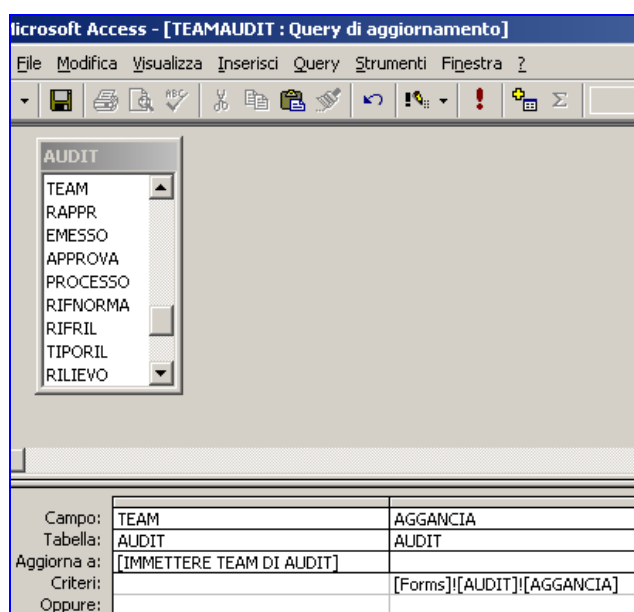 licrosoft Access - [TEAMAUDIT : Query di aggiornamento]
File Modifica Visualizza Inserisci Query Strumenti Finestra ?
AUDIT
TEAM
RAPPR
EMESSO
APPROVA
PROCESSO
RIFNORMA
RIFRIL
TIPORIL
RILIEVO
Campo: TEAM AGGANCIA
Tabella: AUDIT AUDIT
Aggiorna a: [IMMETTERE TEAM DI AUDIT]
Criteri: [Forms]![AUDIT]![AGGANCIA]
Oppure: